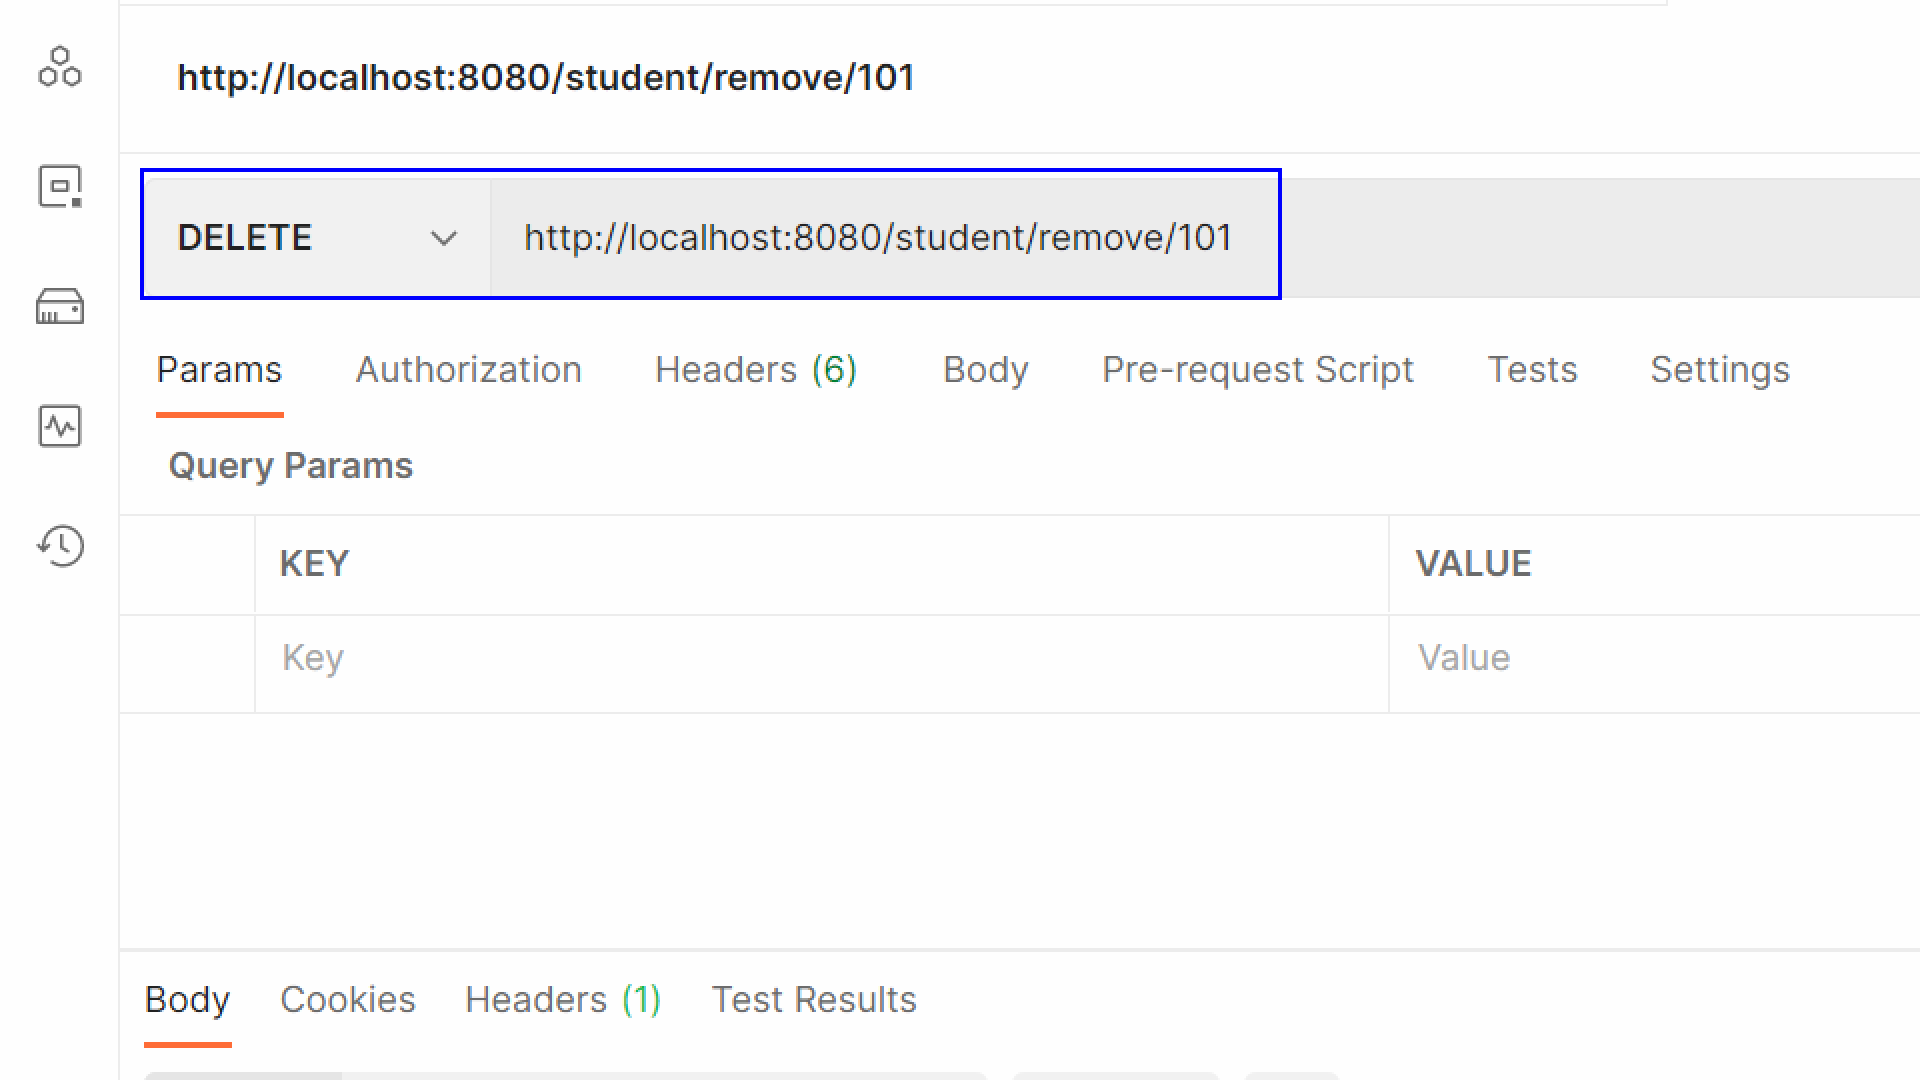 http://localhost:8080/student/remove/101
DELETE http://localhost:8080/student/remove/101
Params Authorization Headers (6) Body Pre-request Script Tests Settings
Query Params
KEY VALUE
Key Value
Body Cookies Headers (1) Test Results